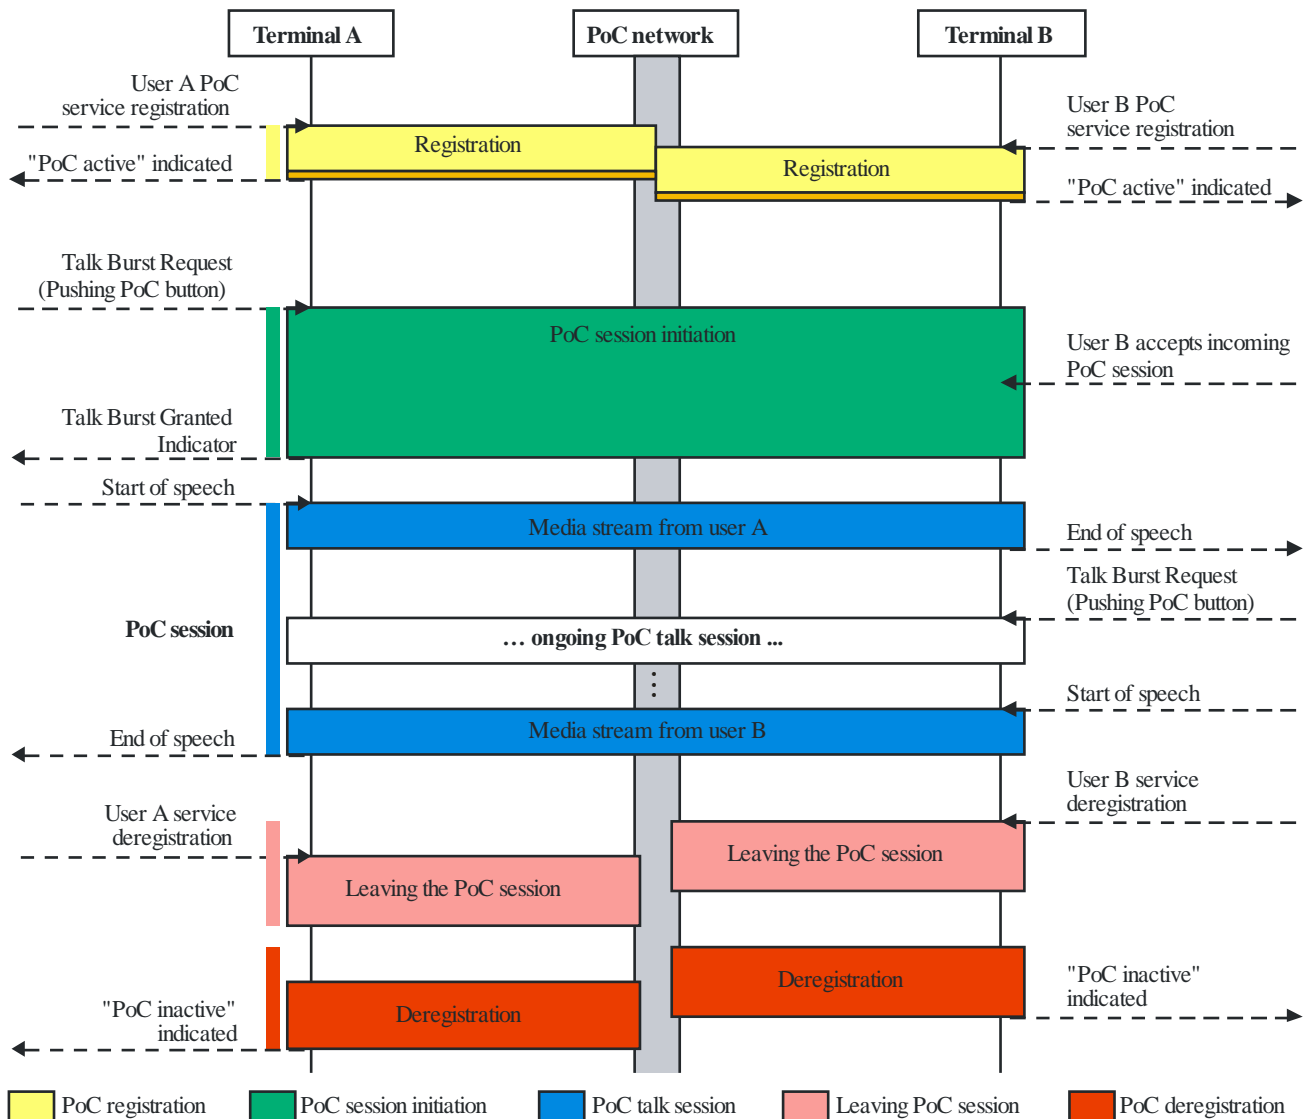 Terminal A
PoC network
Terminal B
User A PoC
service registration
User B PoC
service registration
Registration
"PoC active" indicated
Registration
"PoC active" indicated
Talk Burst Request
(Pushing PoC button)
PoC session initiation
User B accepts incoming
PoC session
Talk Burst Granted
Indicator
Start of speech
Media stream from user A
End of speech
Talk Burst Request
(Pushing PoC button)
PoC session
… ongoing PoC talk session ...
⋮
Start of speech
Media stream from user B
End of speech
User B service
deregistration
User A service
deregistration
Leaving the PoC session
Leaving the PoC session
Deregistration
"PoC inactive"
indicated
"PoC inactive"
indicated
Deregistration
PoC registration
PoC session initiation
PoC talk session
Leaving PoC session
PoC deregistration